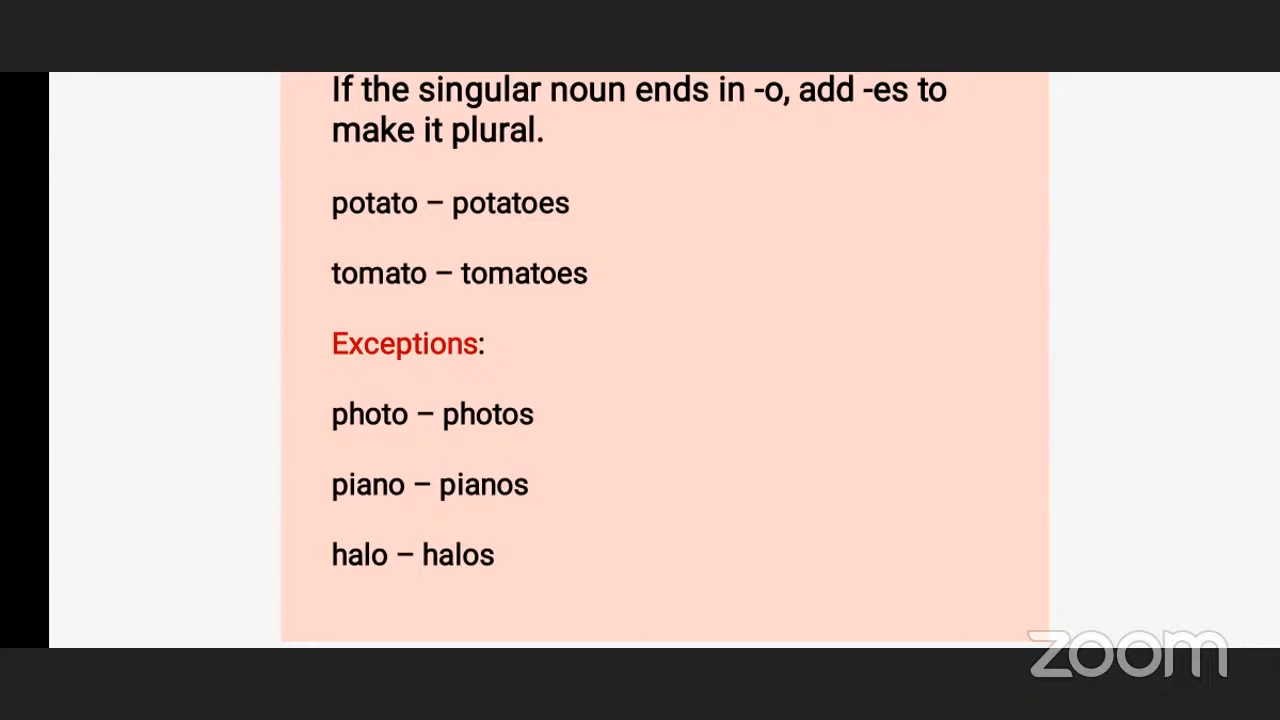 If the singular noun ends in -o, add -es to
make it plural.
potato – potatoes
tomato – tomatoes
Exceptions:
photo – photos
piano – pianos
halo – halos
zoom